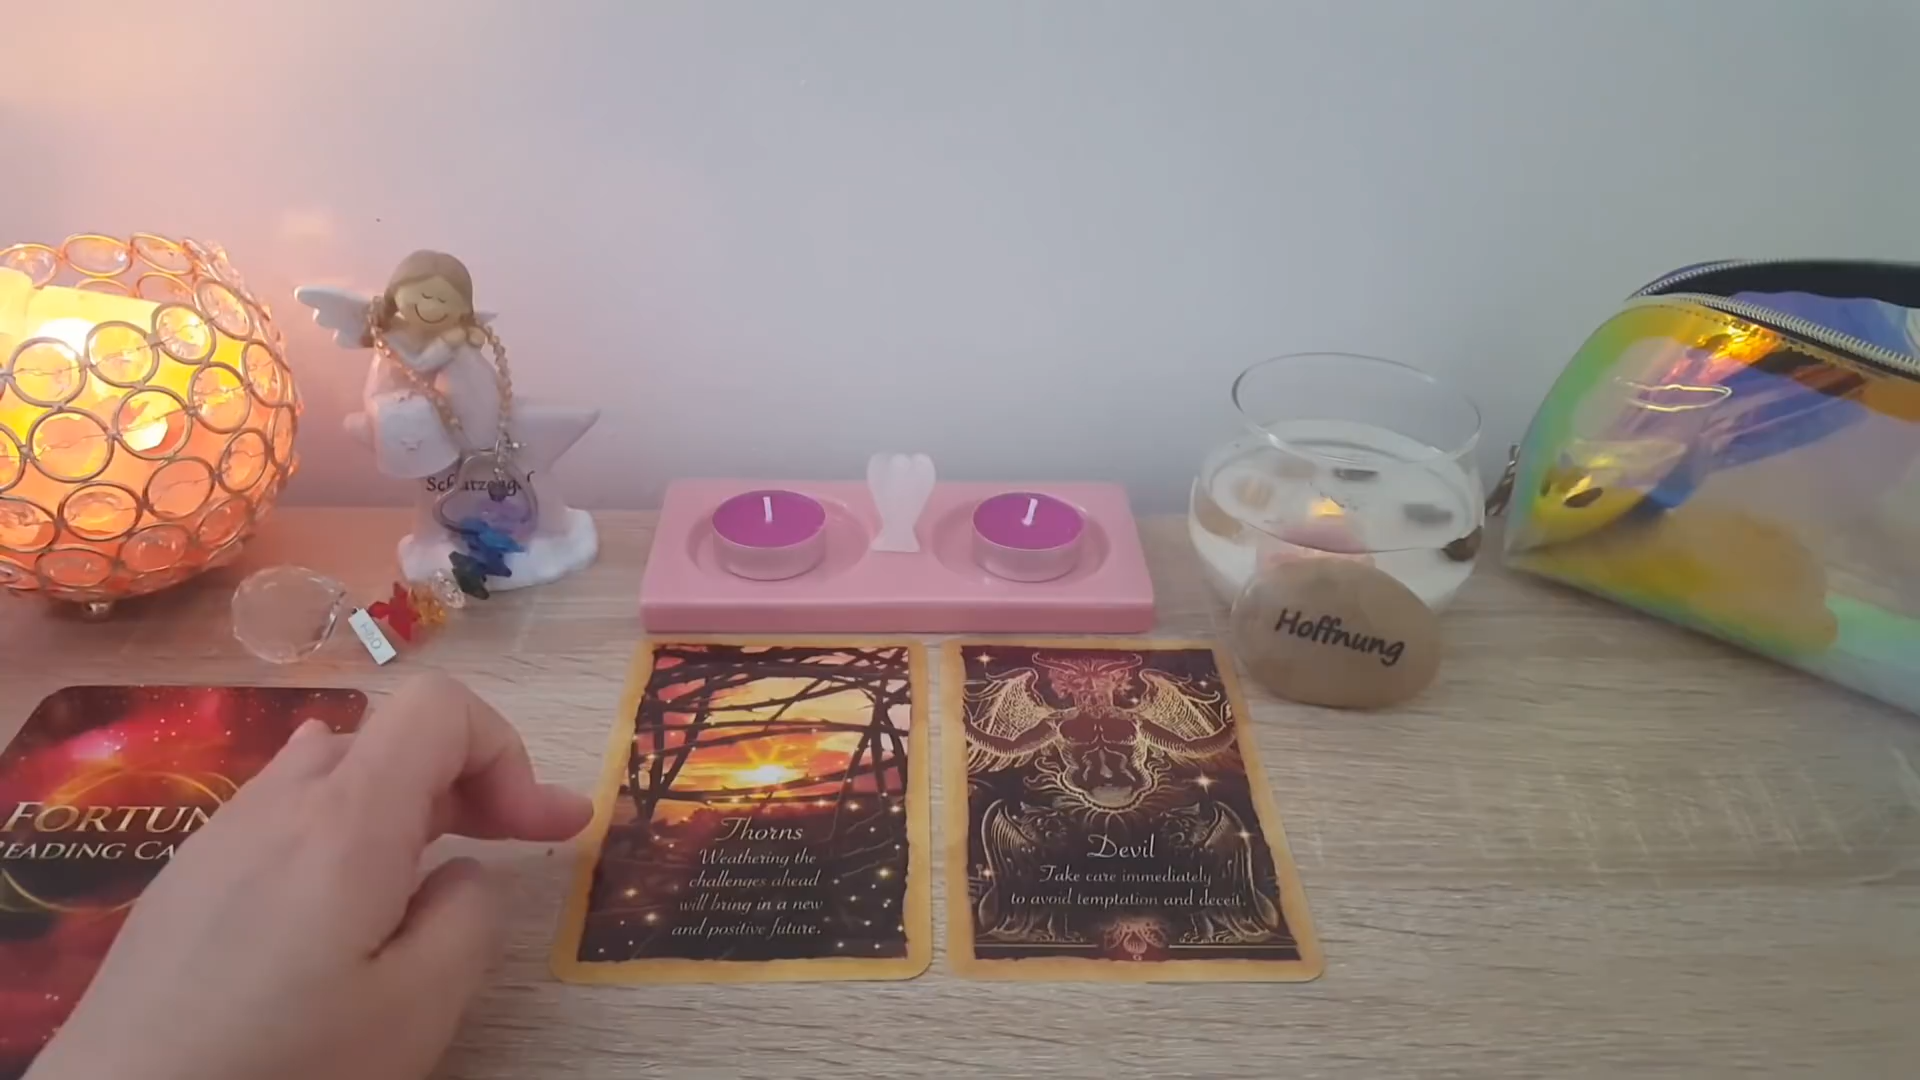 Schutzengel
Hoffnung
FORTUN
READING CA
Thorns
Weathering the
challenges ahead
will bring in a new
and positive future.
Devil
Take care immediately
to avoid temptation and deceit.